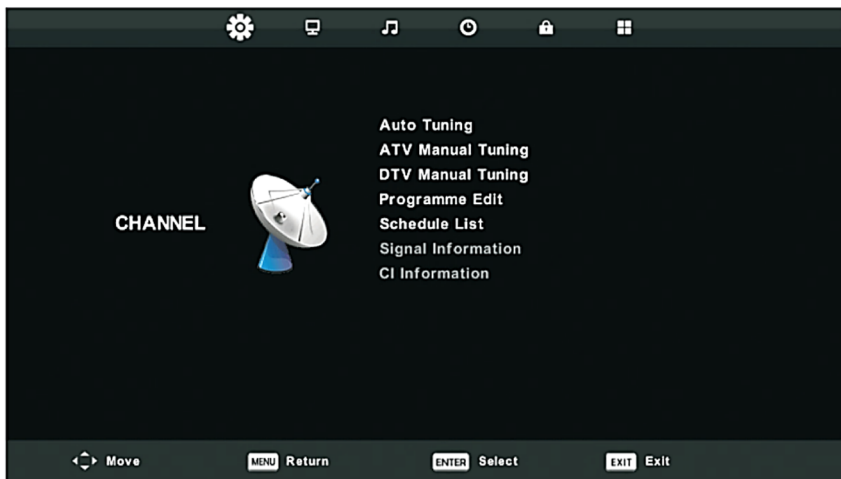 CHANNEL
Auto Tuning
ATV Manual Tuning
DTV Manual Tuning
Programme Edit
Schedule List
Signal Information
CI Information
Move MENU Return ENTER Select EXIT Exit